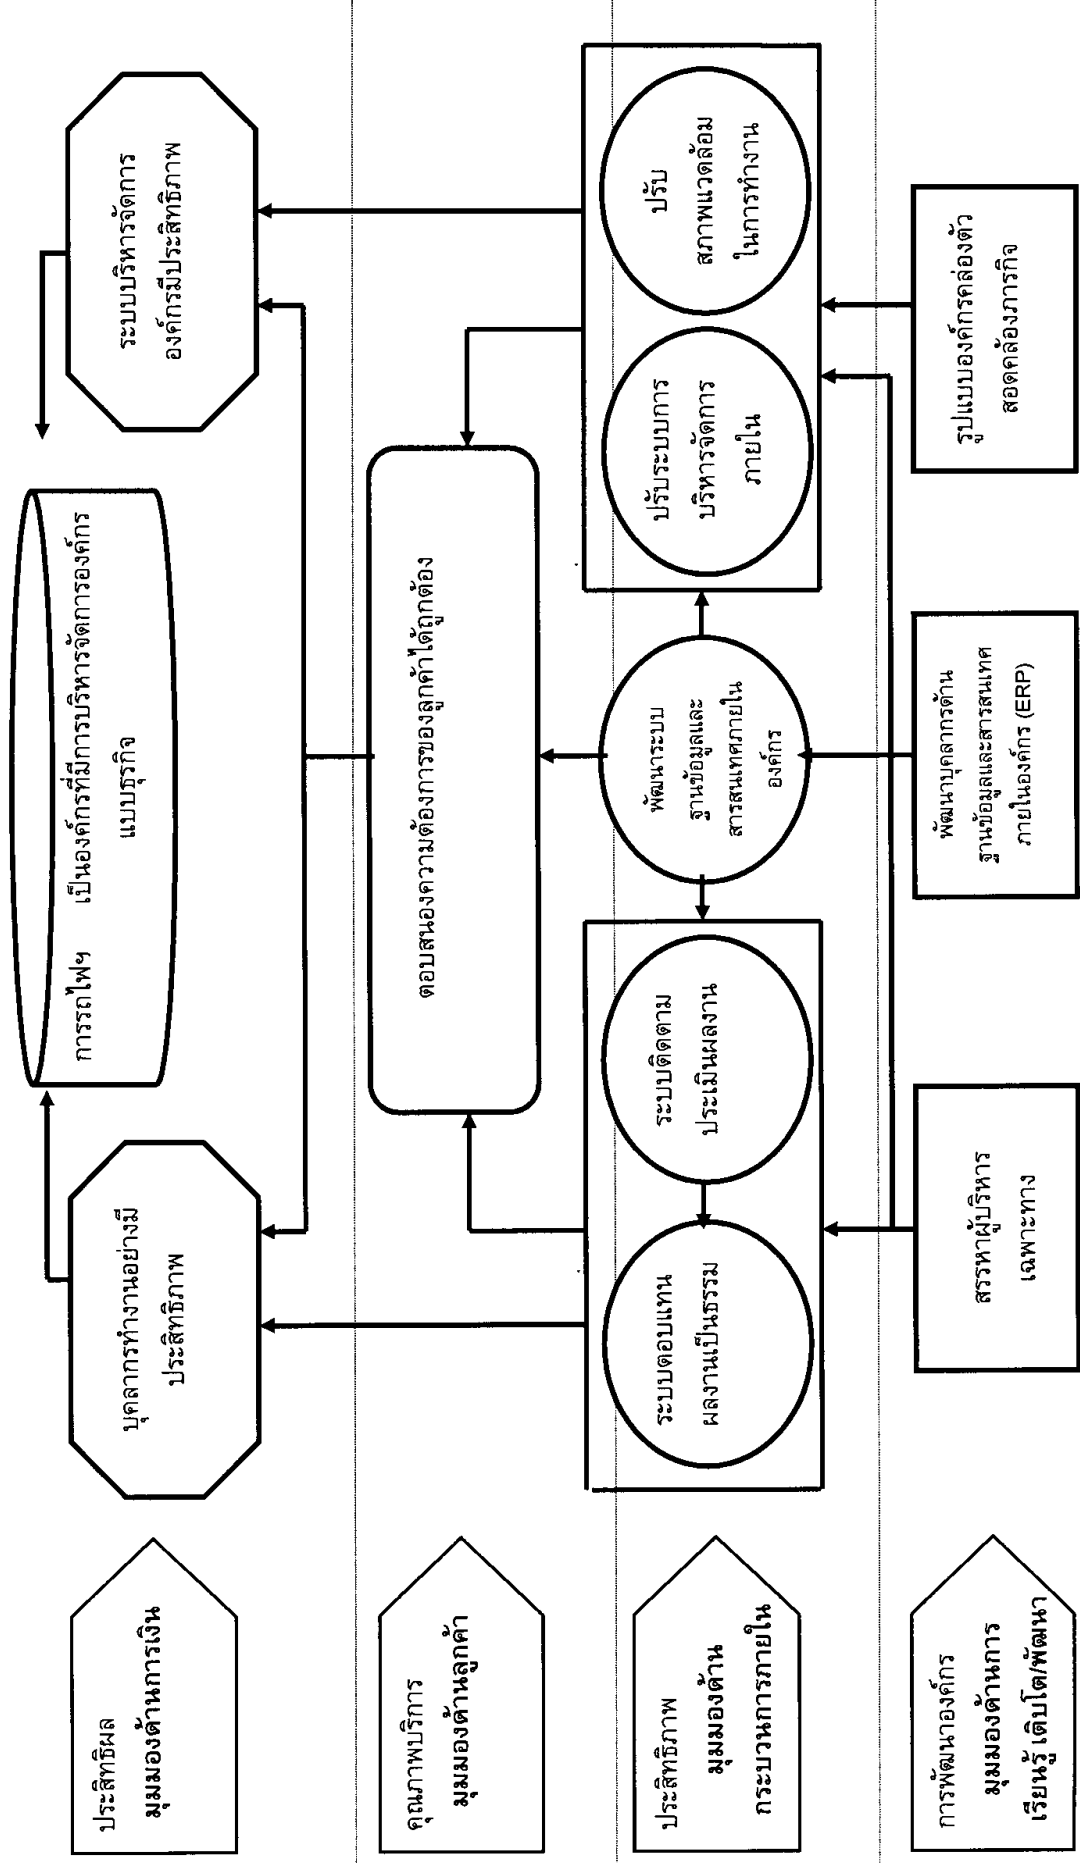 ประสิทธิผล
มุมมองด้านการเงิน
บุคลากรทำงานอย่างมี
ประสิทธิภาพ
การรถไฟฯ เป็นองค์กรที่มีการบริหารจัดการองค์กร
แบบธุรกิจ
ระบบบริหารจัดการ
องค์กรมีประสิทธิภาพ
คุณภาพบริการ
มุมมองด้านลูกค้า
ตอบสนองความต้องการของลูกค้าได้ถูกต้อง
ประสิทธิภาพ
มุมมองด้าน
กระบวนการภายใน
ระบบตอบแทน
ผลงานเป็นธรรม
ระบบติดตาม
ประเมินผลงาน
พัฒนาระบบ
ฐานข้อมูลและ
สารสนเทศภายใน
องค์กร
ปรับระบบการ
บริหารจัดการ
ภายใน
ปรับ
สภาพแวดล้อม
ในการทำงาน
การพัฒนาองค์กร
มุมมองด้านการ
เรียนรู้ เติบโต/พัฒนา
สรรหาผู้บริหาร
เฉพาะทาง
พัฒนาบุคลากรด้าน
ฐานข้อมูลและสารสนเทศ
ภายในองค์กร (ERP)
รูปแบบองค์กรคล่องตัว
สอดคล้องภารกิจ